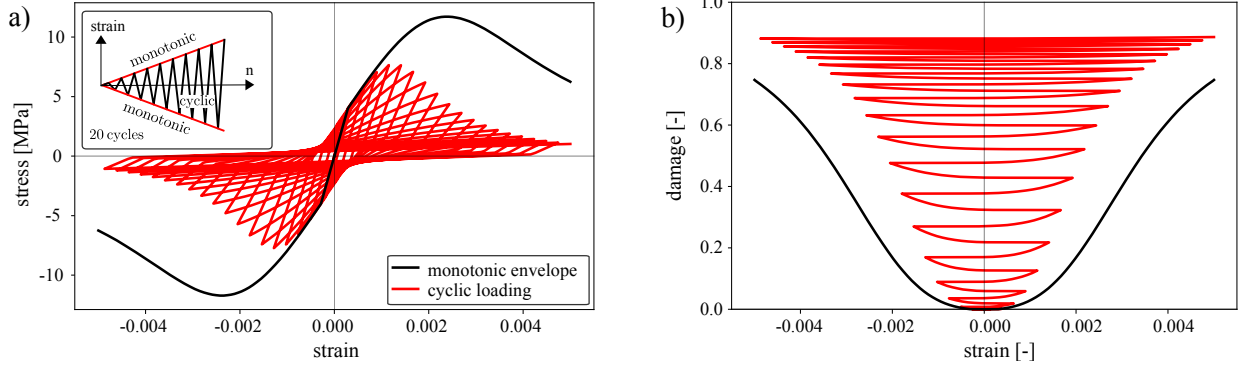 a)
10
5
0
-5
-10
stress [MPa]
-0.004
-0.002
0.000
0.002
0.004
strain
strain
monotonic
n
cyclic
monotonic
20 cycles
monotonic envelope
cyclic loading
b)
1.0
0.8
0.6
0.4
0.2
0.0
damage [-]
-0.004
-0.002
0.000
0.002
0.004
strain [-]